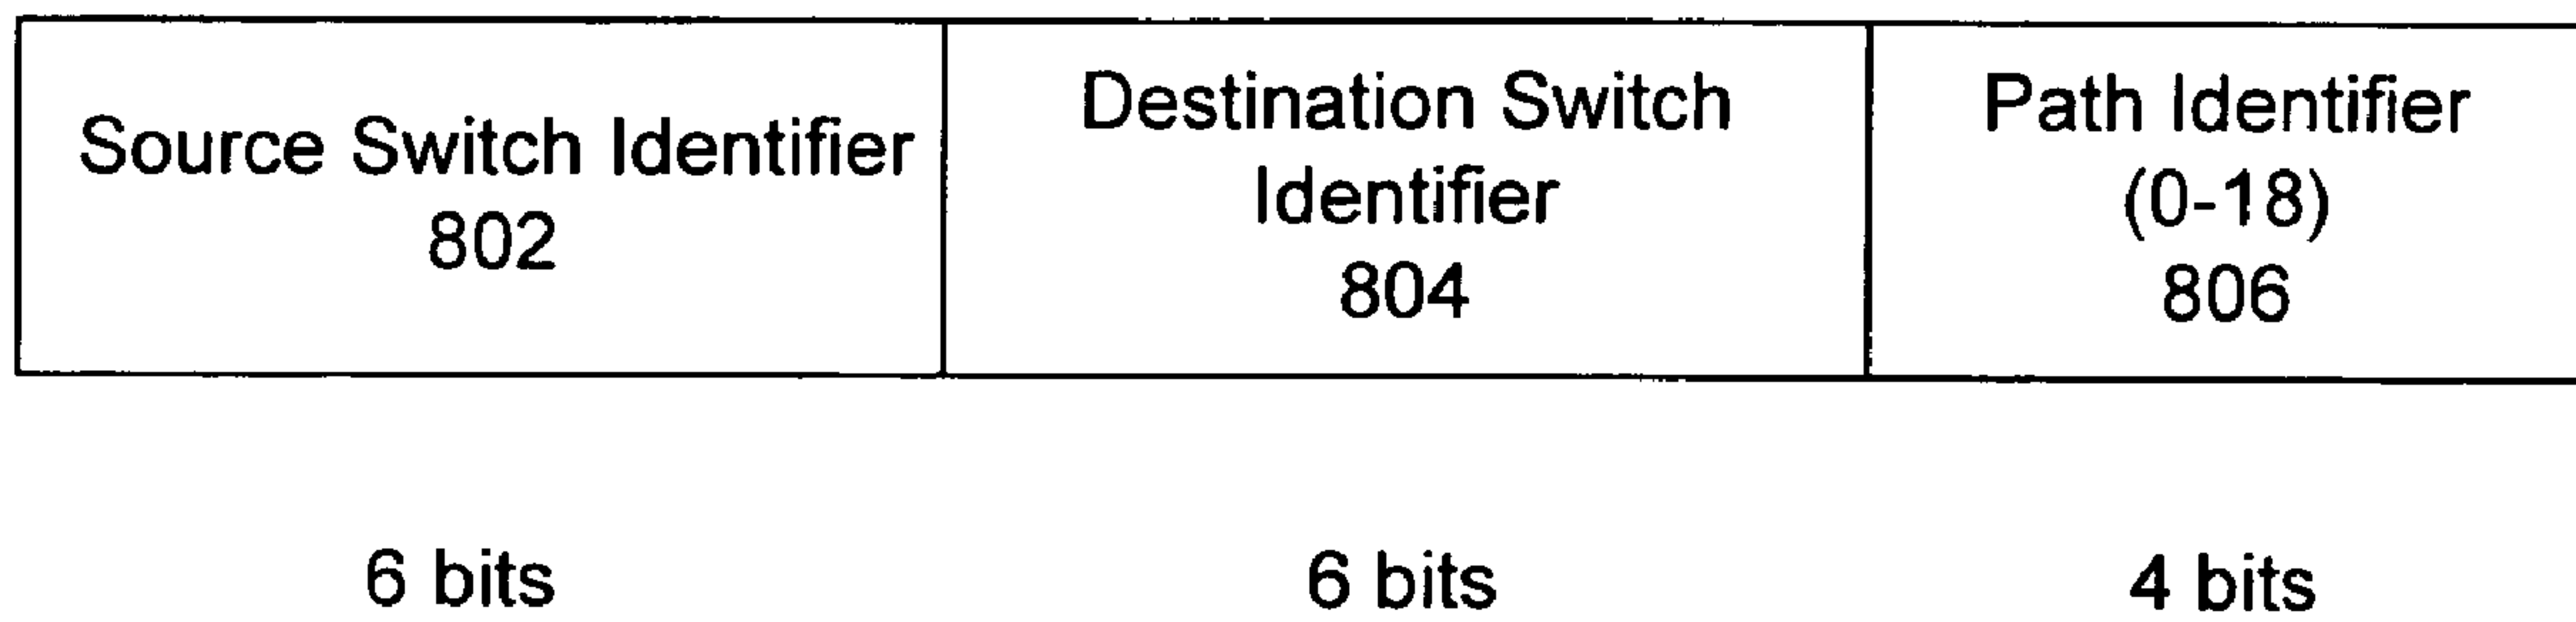 Source Switch Identifier
802
Destination Switch
Identifier
804
Path Identifier
(0-18)
806
6 bits
6 bits
4 bits